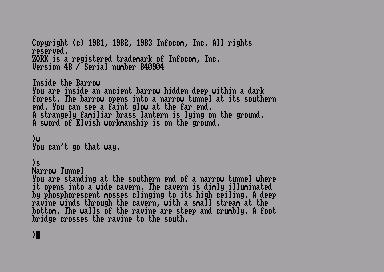 Copyright (c) 1981, 1982, 1983 Infocom, Inc. All rights
reserved.
ZORK is a registered trademark of Infocom, Inc.
Version 4B / Serial number 840904
Inside the Barrow
You are inside an ancient barrow hidden deep within a dark
forest. The barrow opens into a narrow tunnel at its southern
end. You can see a faint glow at the far end.
A strangely familiar brass lantern is lying on the ground.
A sword of Elvish workmanship is on the ground.
>w
You can't go that way.
>s
Narrow Tunnel
You are standing at the southern end of a narrow tunnel where
it opens into a wide cavern. The cavern is dimly illuminated
by phosphorescent mosses clinging to its high ceiling. A deep
ravine winds through the cavern, with a small stream at the
bottom. The walls of the ravine are steep and crumbly. A foot
bridge crosses the ravine to the south.
>